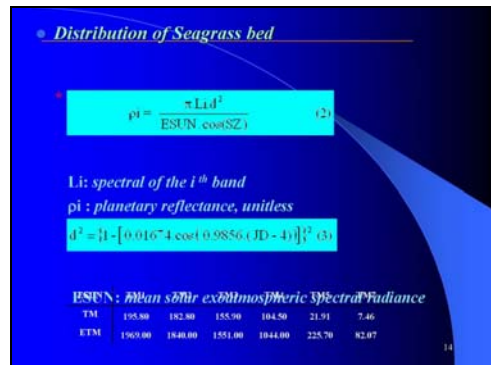 Distribution of Seagrass bed
ρi = πLid² / ESUN.cos(SZ) (2)
Li: spectral of the i th band
ρi : planetary reflectance, unitless
d² = {1 - [0.01674.cos(0.9856.(JD - 4))]}² (3)
ESUN: mean solar exoatmospheric spectral radiance
TM 195.80 182.80 155.90 104.50 21.91 7.46
ETM 1969.00 1840.00 1551.00 1044.00 225.70 82.07
14